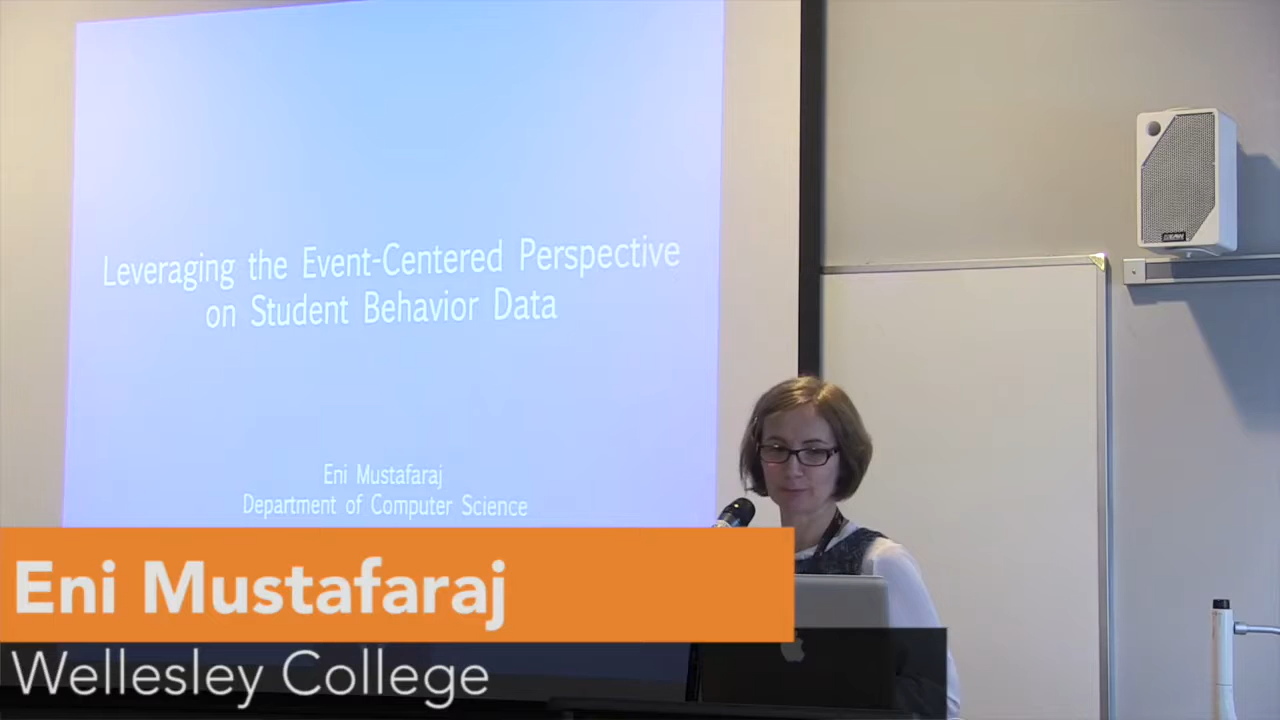 Leveraging the Event-Centered Perspective
on Student Behavior Data
Eni Mustafaraj
Department of Computer Science
Eni Mustafaraj
Wellesley College